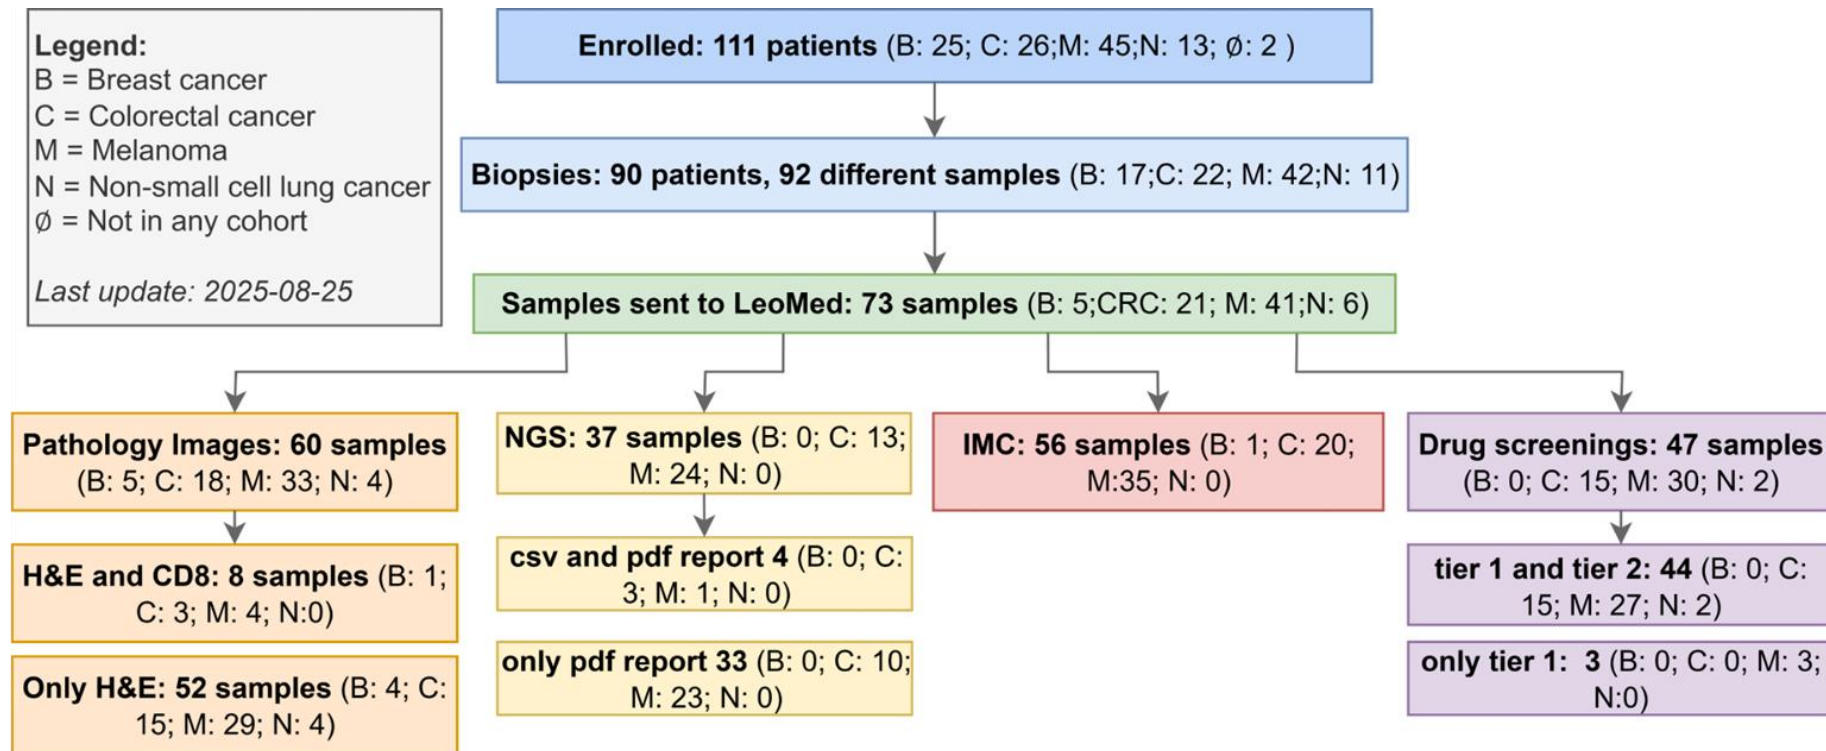 Legend:
B = Breast cancer
C = Colorectal cancer
M = Melanoma
N = Non-small cell lung cancer
∅ = Not in any cohort
Last update: 2025-08-25
Enrolled: 111 patients (B: 25; C: 26;M: 45;N: 13; ∅: 2 )
Biopsies: 90 patients, 92 different samples (B: 17;C: 22; M: 42;N: 11)
Samples sent to LeoMed: 73 samples (B: 5;CRC: 21; M: 41;N: 6)
Pathology Images: 60 samples
(B: 5; C: 18; M: 33; N: 4)
H&E and CD8: 8 samples (B: 1;
C: 3; M: 4; N:0)
Only H&E: 52 samples (B: 4; C:
15; M: 29; N: 4)
NGS: 37 samples (B: 0; C: 13;
M: 24; N: 0)
csv and pdf report 4 (B: 0; C:
3; M: 1; N: 0)
only pdf report 33 (B: 0; C: 10;
M: 23; N: 0)
IMC: 56 samples (B: 1; C: 20;
M:35; N: 0)
Drug screenings: 47 samples
(B: 0; C: 15; M: 30; N: 2)
tier 1 and tier 2: 44 (B: 0; C:
15; M: 27; N: 2)
only tier 1: 3 (B: 0; C: 0; M: 3;
N:0)